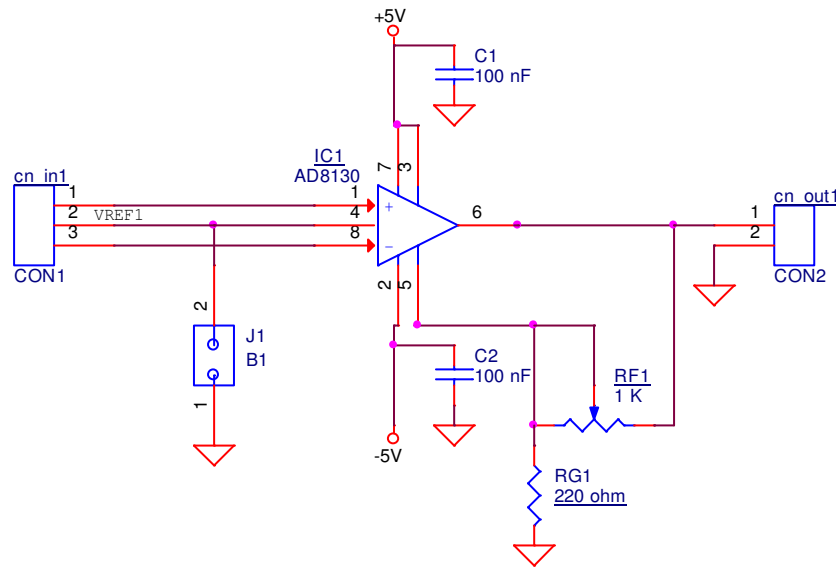 +5V
C1
100 nF
IC1
AD8130
7
3
cn_in1
1
2
3
VREF1
CON1
1
4
8
+
−
6
2
5
cn_out1
1
2
CON2
2
J1
B1
1
C2
100 nF
-5V
RF1
1 K
RG1
220 ohm